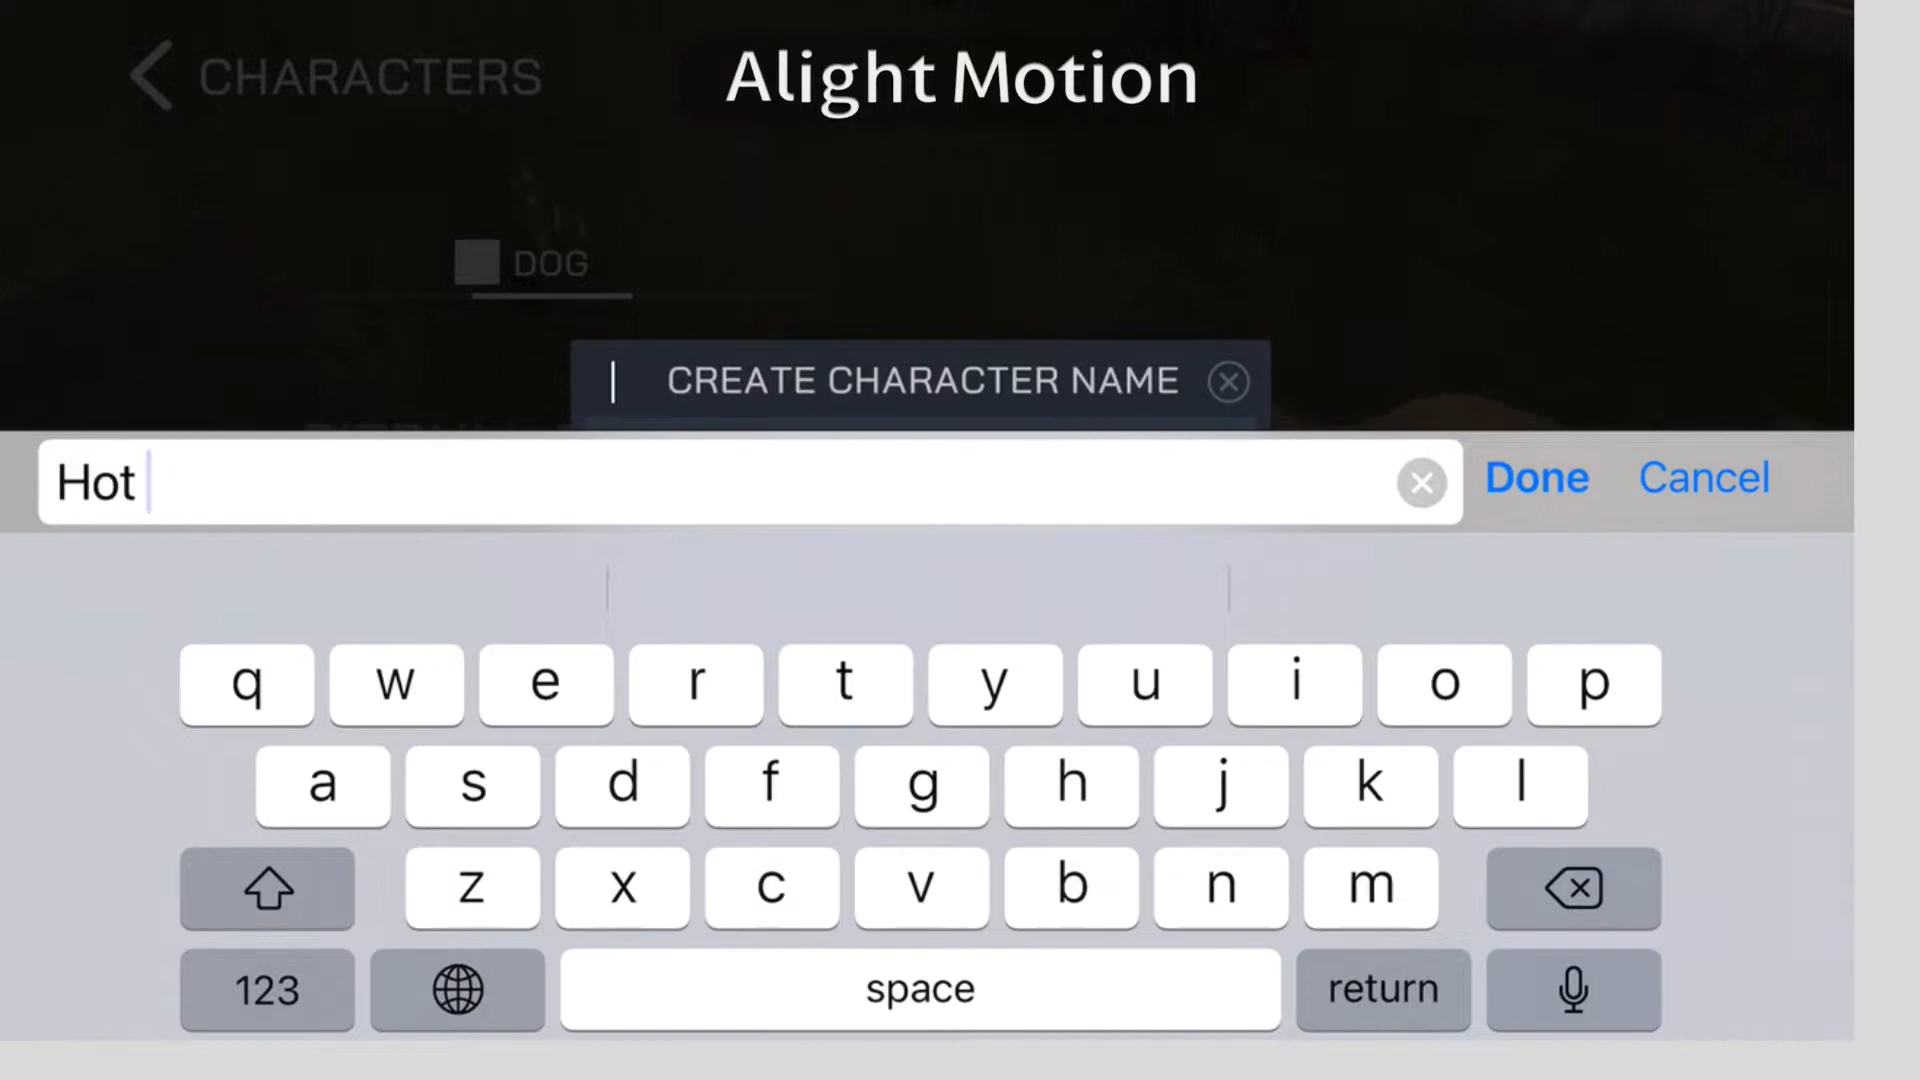 CHARACTERS
Alight Motion
DOG
CREATE CHARACTER NAME
Hot
Done Cancel
q w e r t y u i o p
a s d f g h j k l
z x c v b n m
123 space return